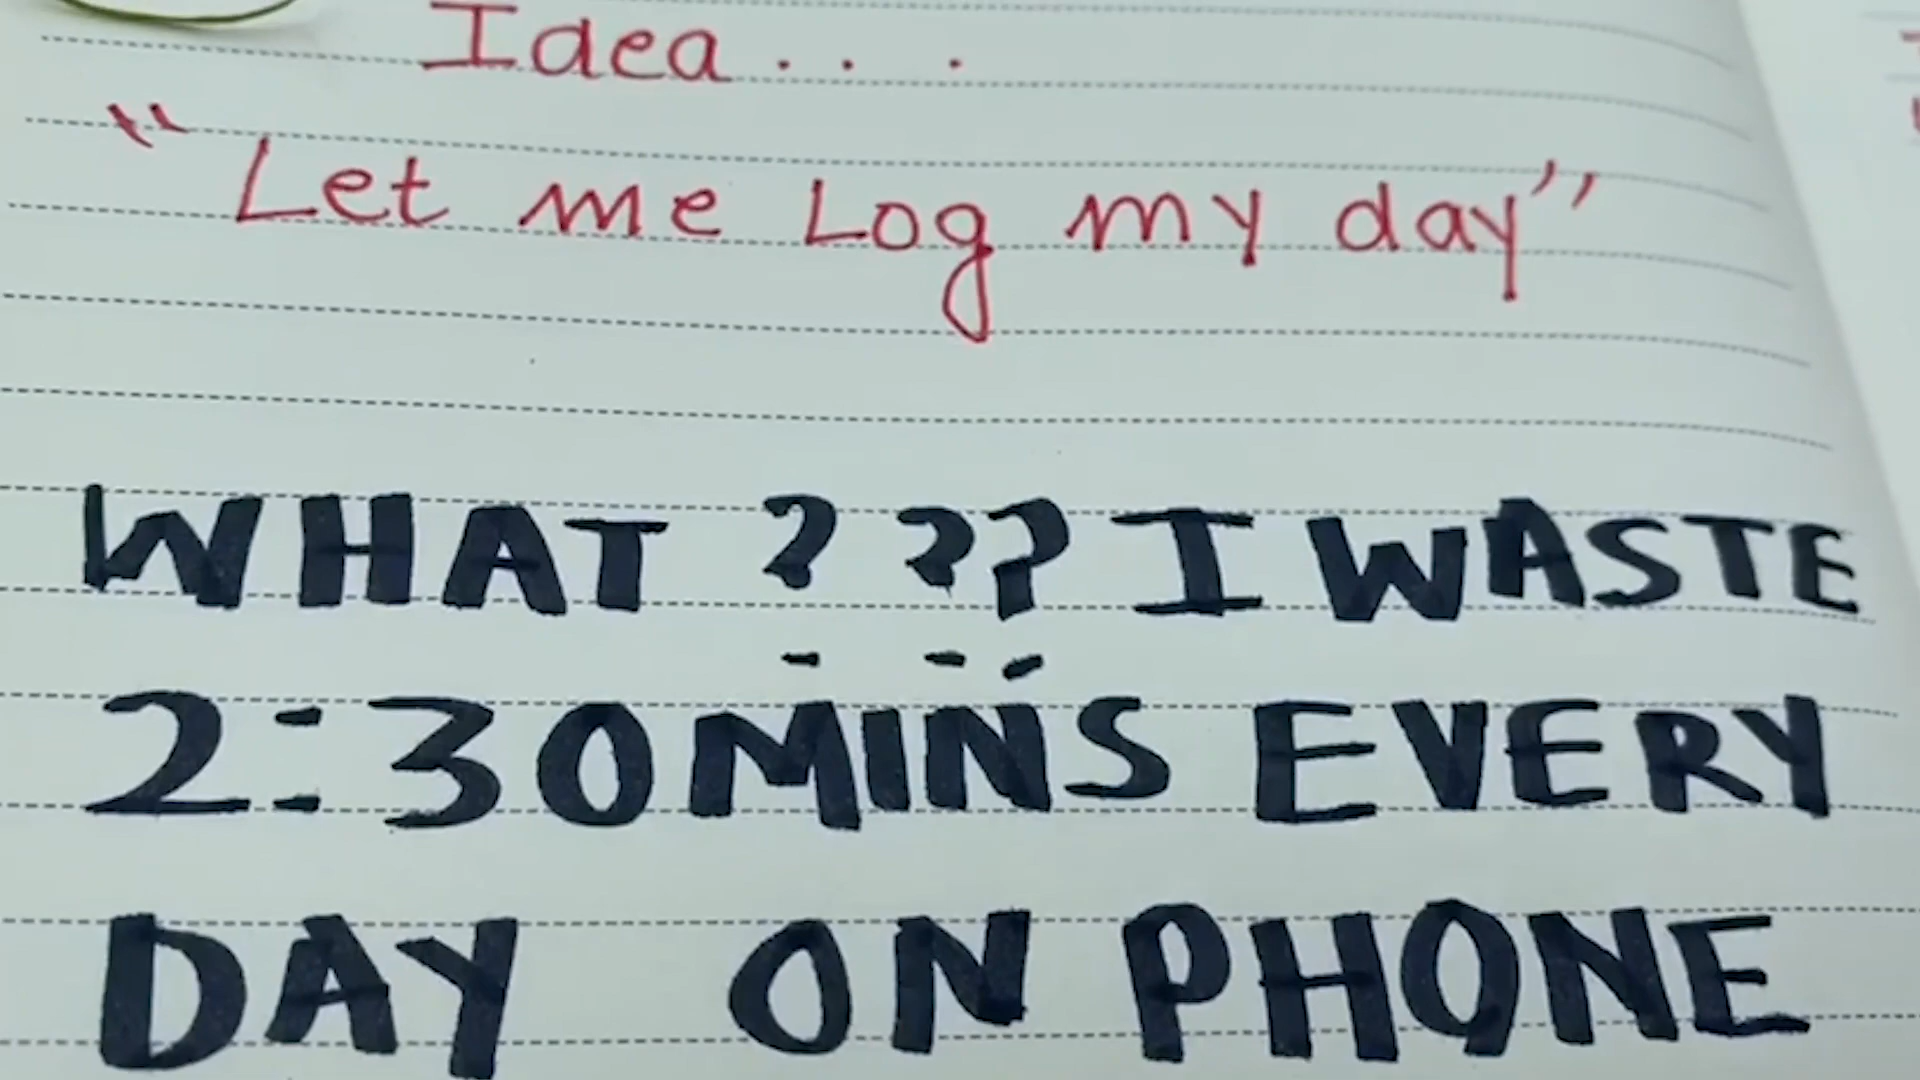 Idea . . .
"Let me Log my day"
WHAT ??? I WASTE
2:30MINS EVERY
DAY ON PHONE